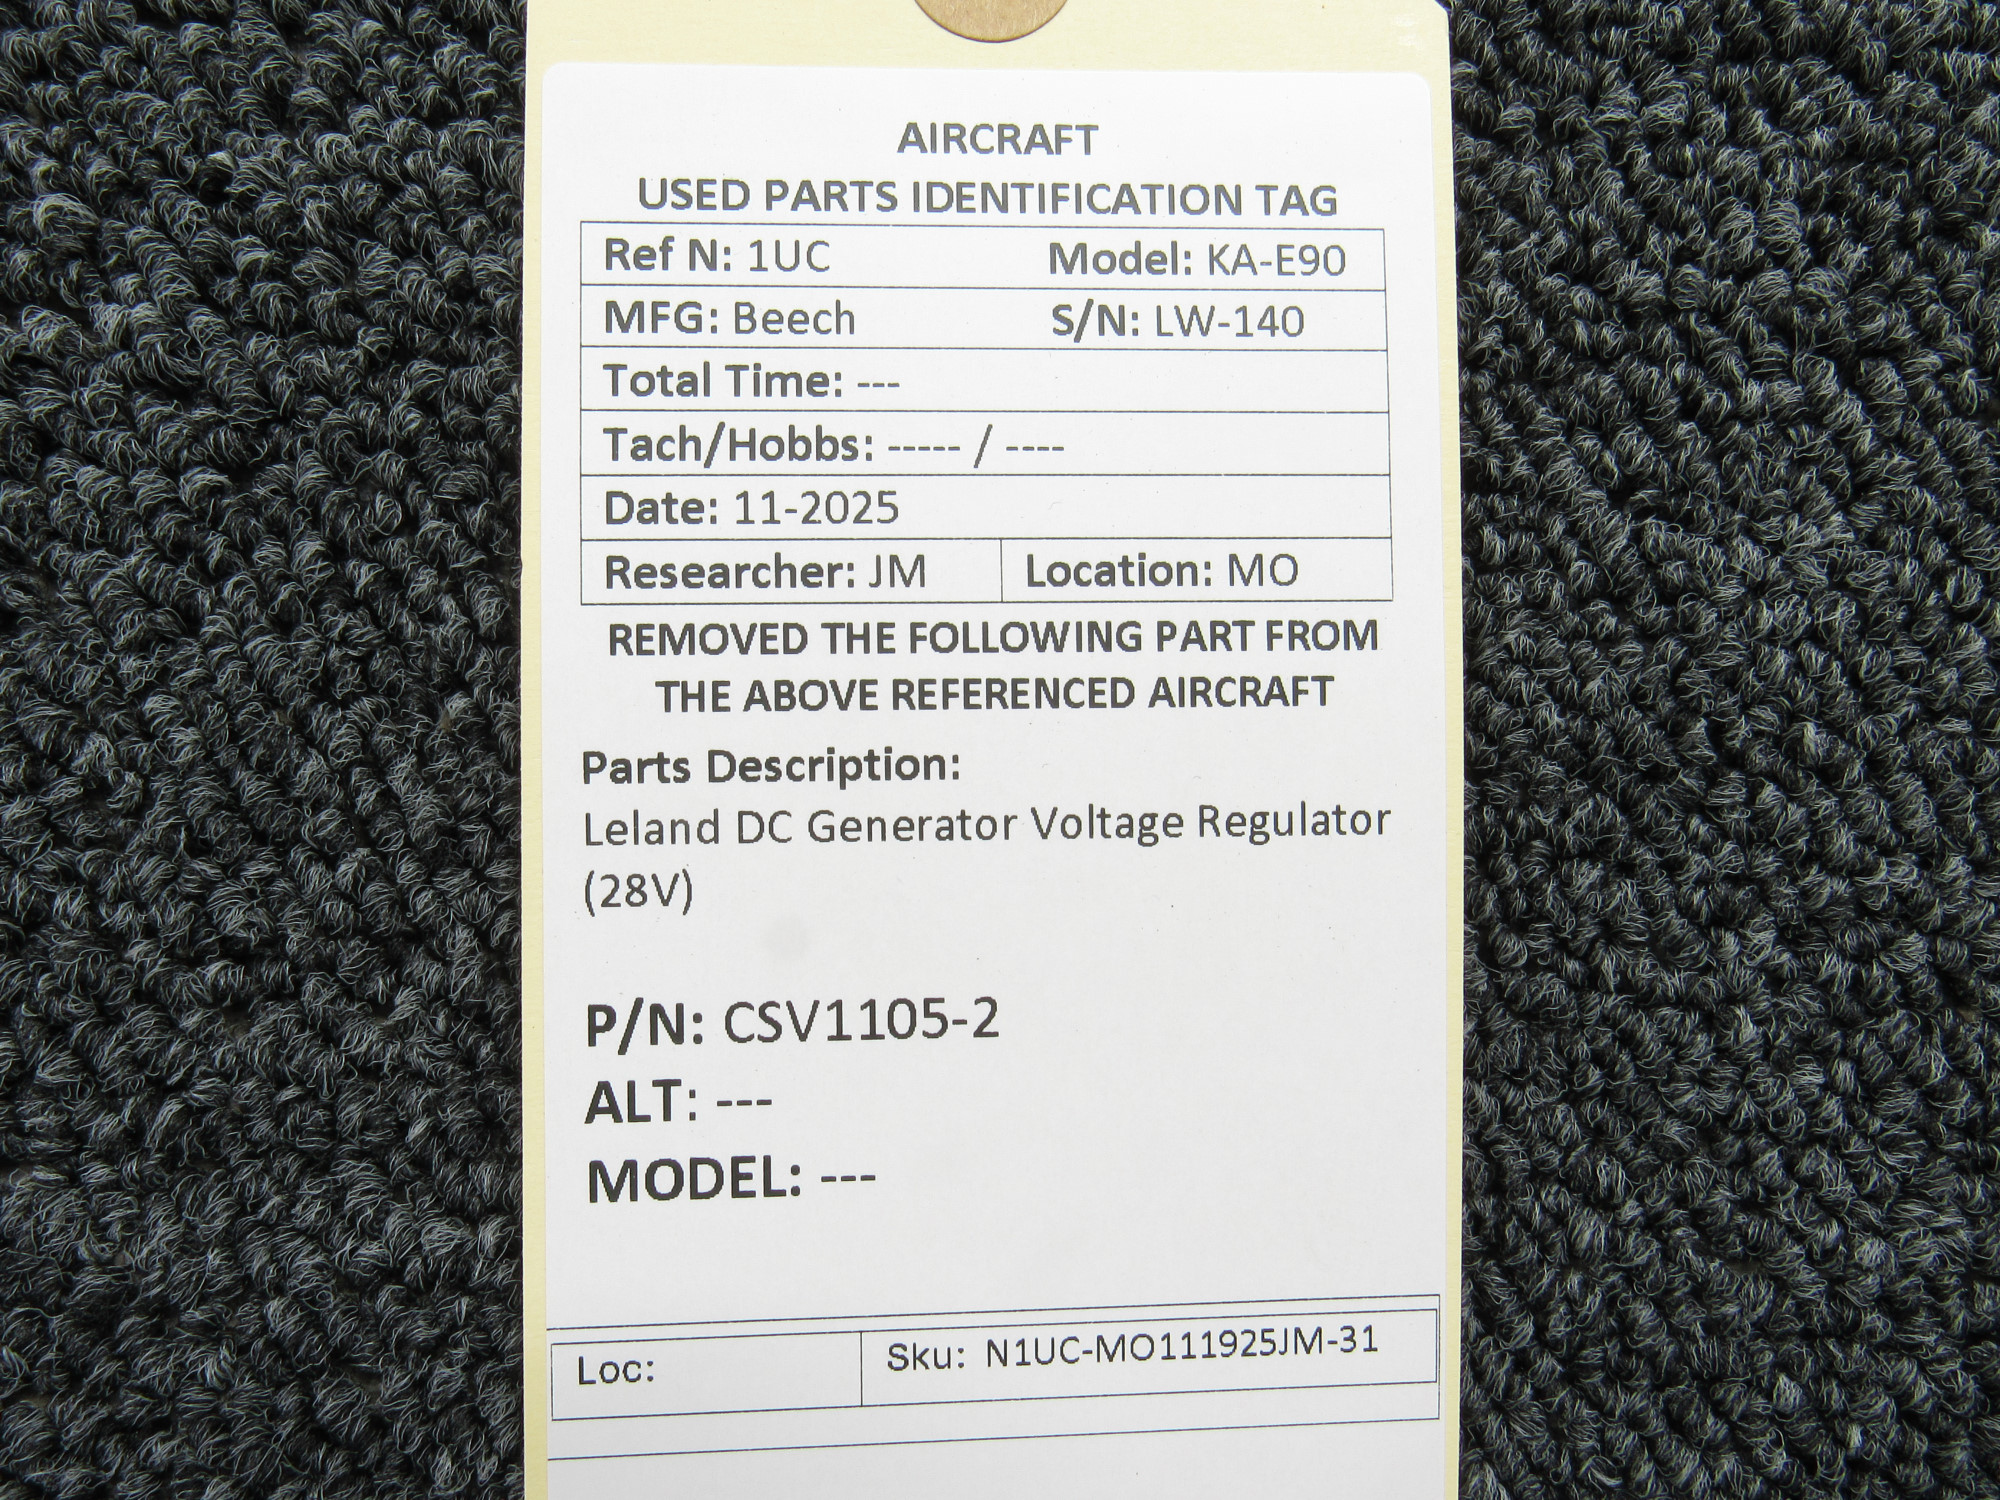 AIRCRAFT
USED PARTS IDENTIFICATION TAG
Ref N: 1UC Model: KA-E90
MFG: Beech S/N: LW-140
Total Time: ---
Tach/Hobbs: ----- / ----
Date: 11-2025
Researcher: JM Location: MO
REMOVED THE FOLLOWING PART FROM
THE ABOVE REFERENCED AIRCRAFT
Parts Description:
Leland DC Generator Voltage Regulator
(28V)
P/N: CSV1105-2
ALT: ---
MODEL: ---
Loc: Sku: N1UC-MO111925JM-31